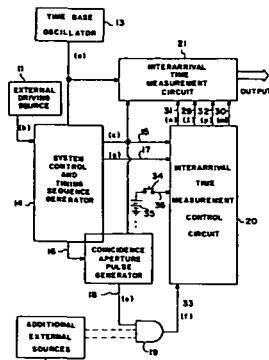 TIME BASE
OSCILLATOR
13
(a)
21
INTERARRIVAL
TIME
MEASUREMENT
CIRCUIT
OUTPUT
11
EXTERNAL
DRIVING
SOURCE
(b)
31 29 32 30
(n) (l) (p) (m)
SYSTEM
CONTROL
AND
TIMING
SEQUENCE
GENERATOR
14
(c) 15
(g) 17
34
35
36
INTERARRIVAL
TIME
MEASUREMENT
CONTROL
CIRCUIT
20
16
COINCIDENCE
APERTURE
PULSE
GENERATOR
18 (e)
33
(f)
19
ADDITIONAL
EXTERNAL
SOURCES